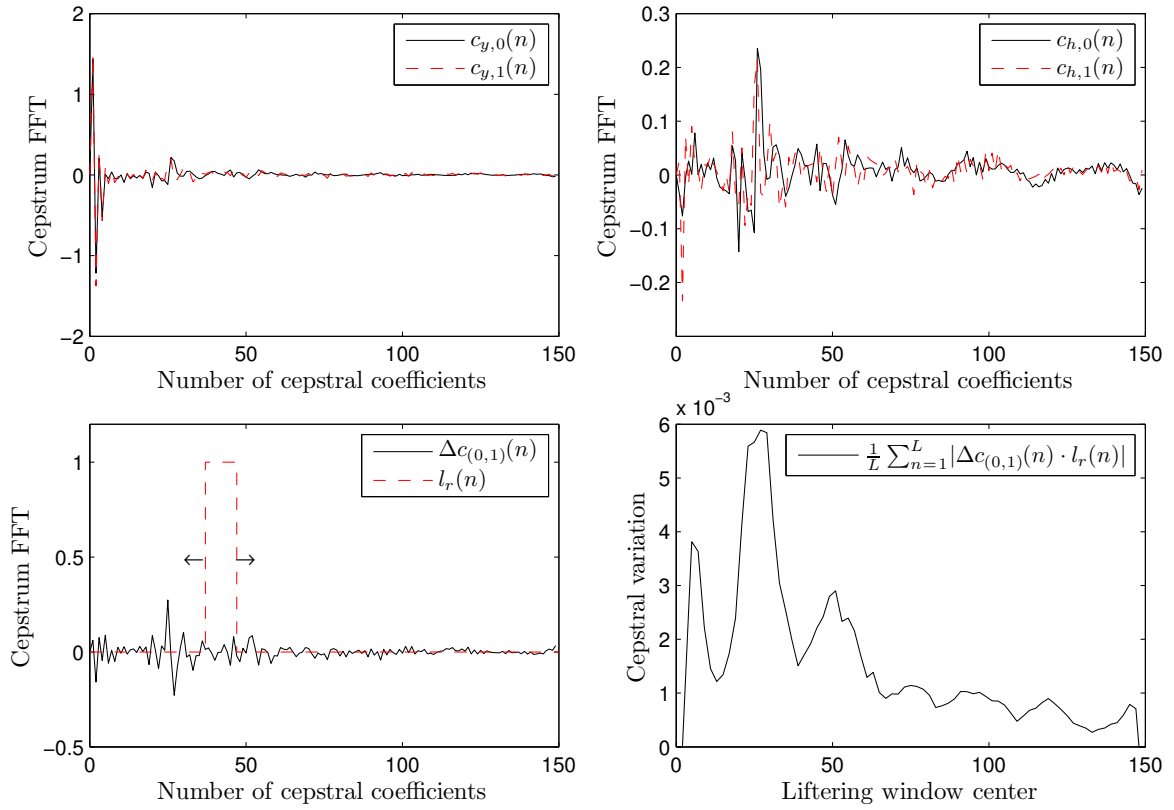 2
1
0
−1
−2
0
50
100
150
Number of cepstral coefficients
Cepstrum FFT
c_{y,0}(n)
c_{y,1}(n)
0.3
0.2
0.1
0
−0.1
−0.2
0
50
100
150
Number of cepstral coefficients
Cepstrum FFT
c_{h,0}(n)
c_{h,1}(n)
1
0.5
0
−0.5
0
50
100
150
Number of cepstral coefficients
Cepstrum FFT
Δc_{(0,1)}(n)
l_r(n)
x 10^{−3}
6
5
4
3
2
1
0
0
50
100
150
Liftering window center
Cepstral variation
\frac{1}{L} \sum_{n=1}^{L} |Δc_{(0,1)}(n) · l_r(n)|